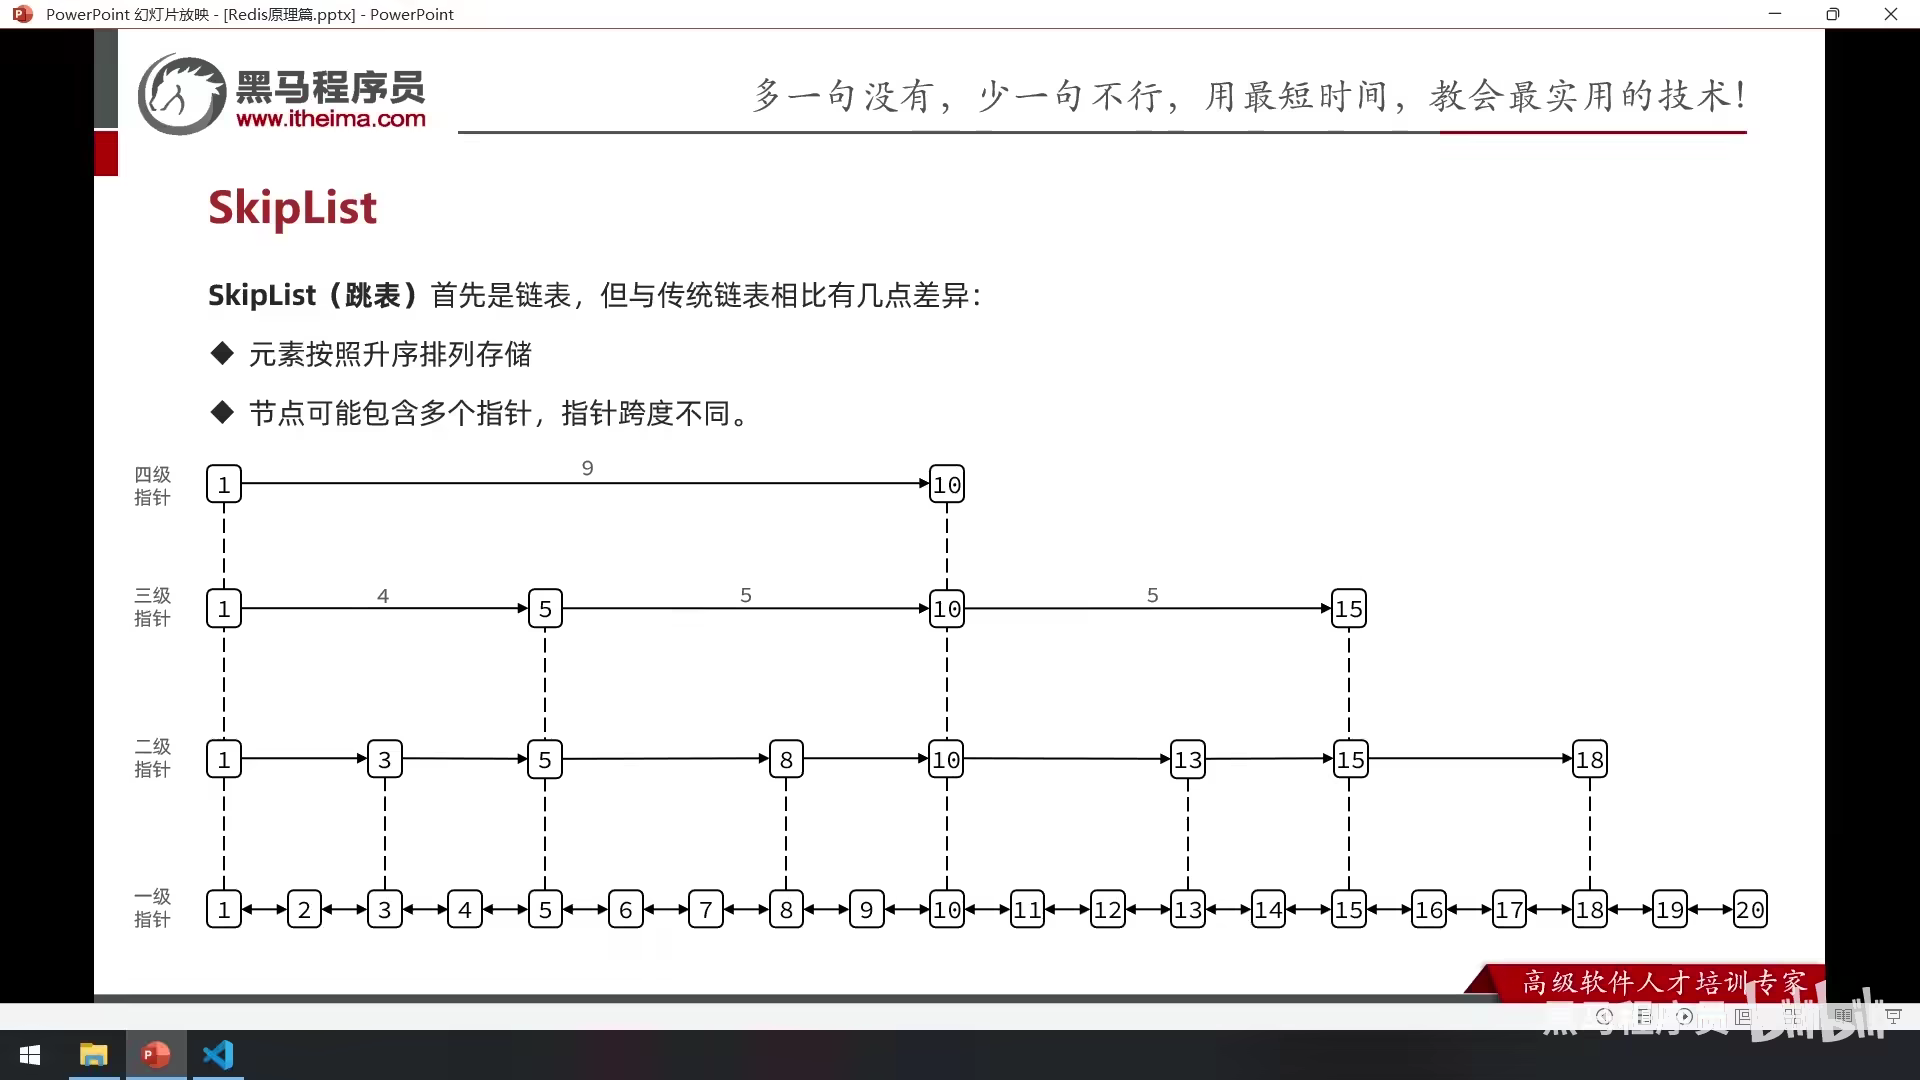 PowerPoint 幻灯片放映 - [Redis原理篇.pptx] - PowerPoint
黑马程序员
www.itheima.com
多一句没有，少一句不行，用最短时间，教会最实用的技术！
SkipList
SkipList（跳表）首先是链表，但与传统链表相比有几点差异：
◆ 元素按照升序排列存储
◆ 节点可能包含多个指针，指针跨度不同。
四级
指针
1 9 10
三级
指针
1 4 5 5 10 5 15
二级
指针
1 3 5 8 10 13 15 18
一级
指针
1 2 3 4 5 6 7 8 9 10 11 12 13 14 15 16 17 18 19 20
高级软件人才培训专家
黑马程序员 bilibili